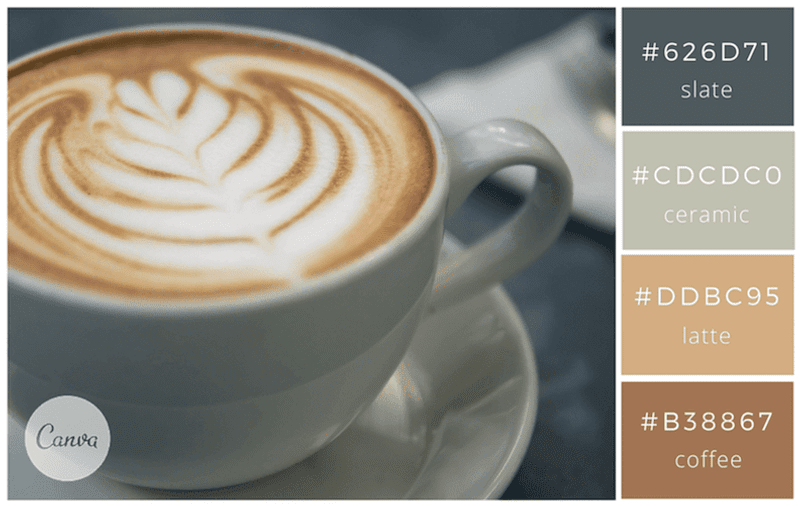 #626D71
slate
#CDCDC0
ceramic
#DDBC95
latte
#B38867
coffee
Canva